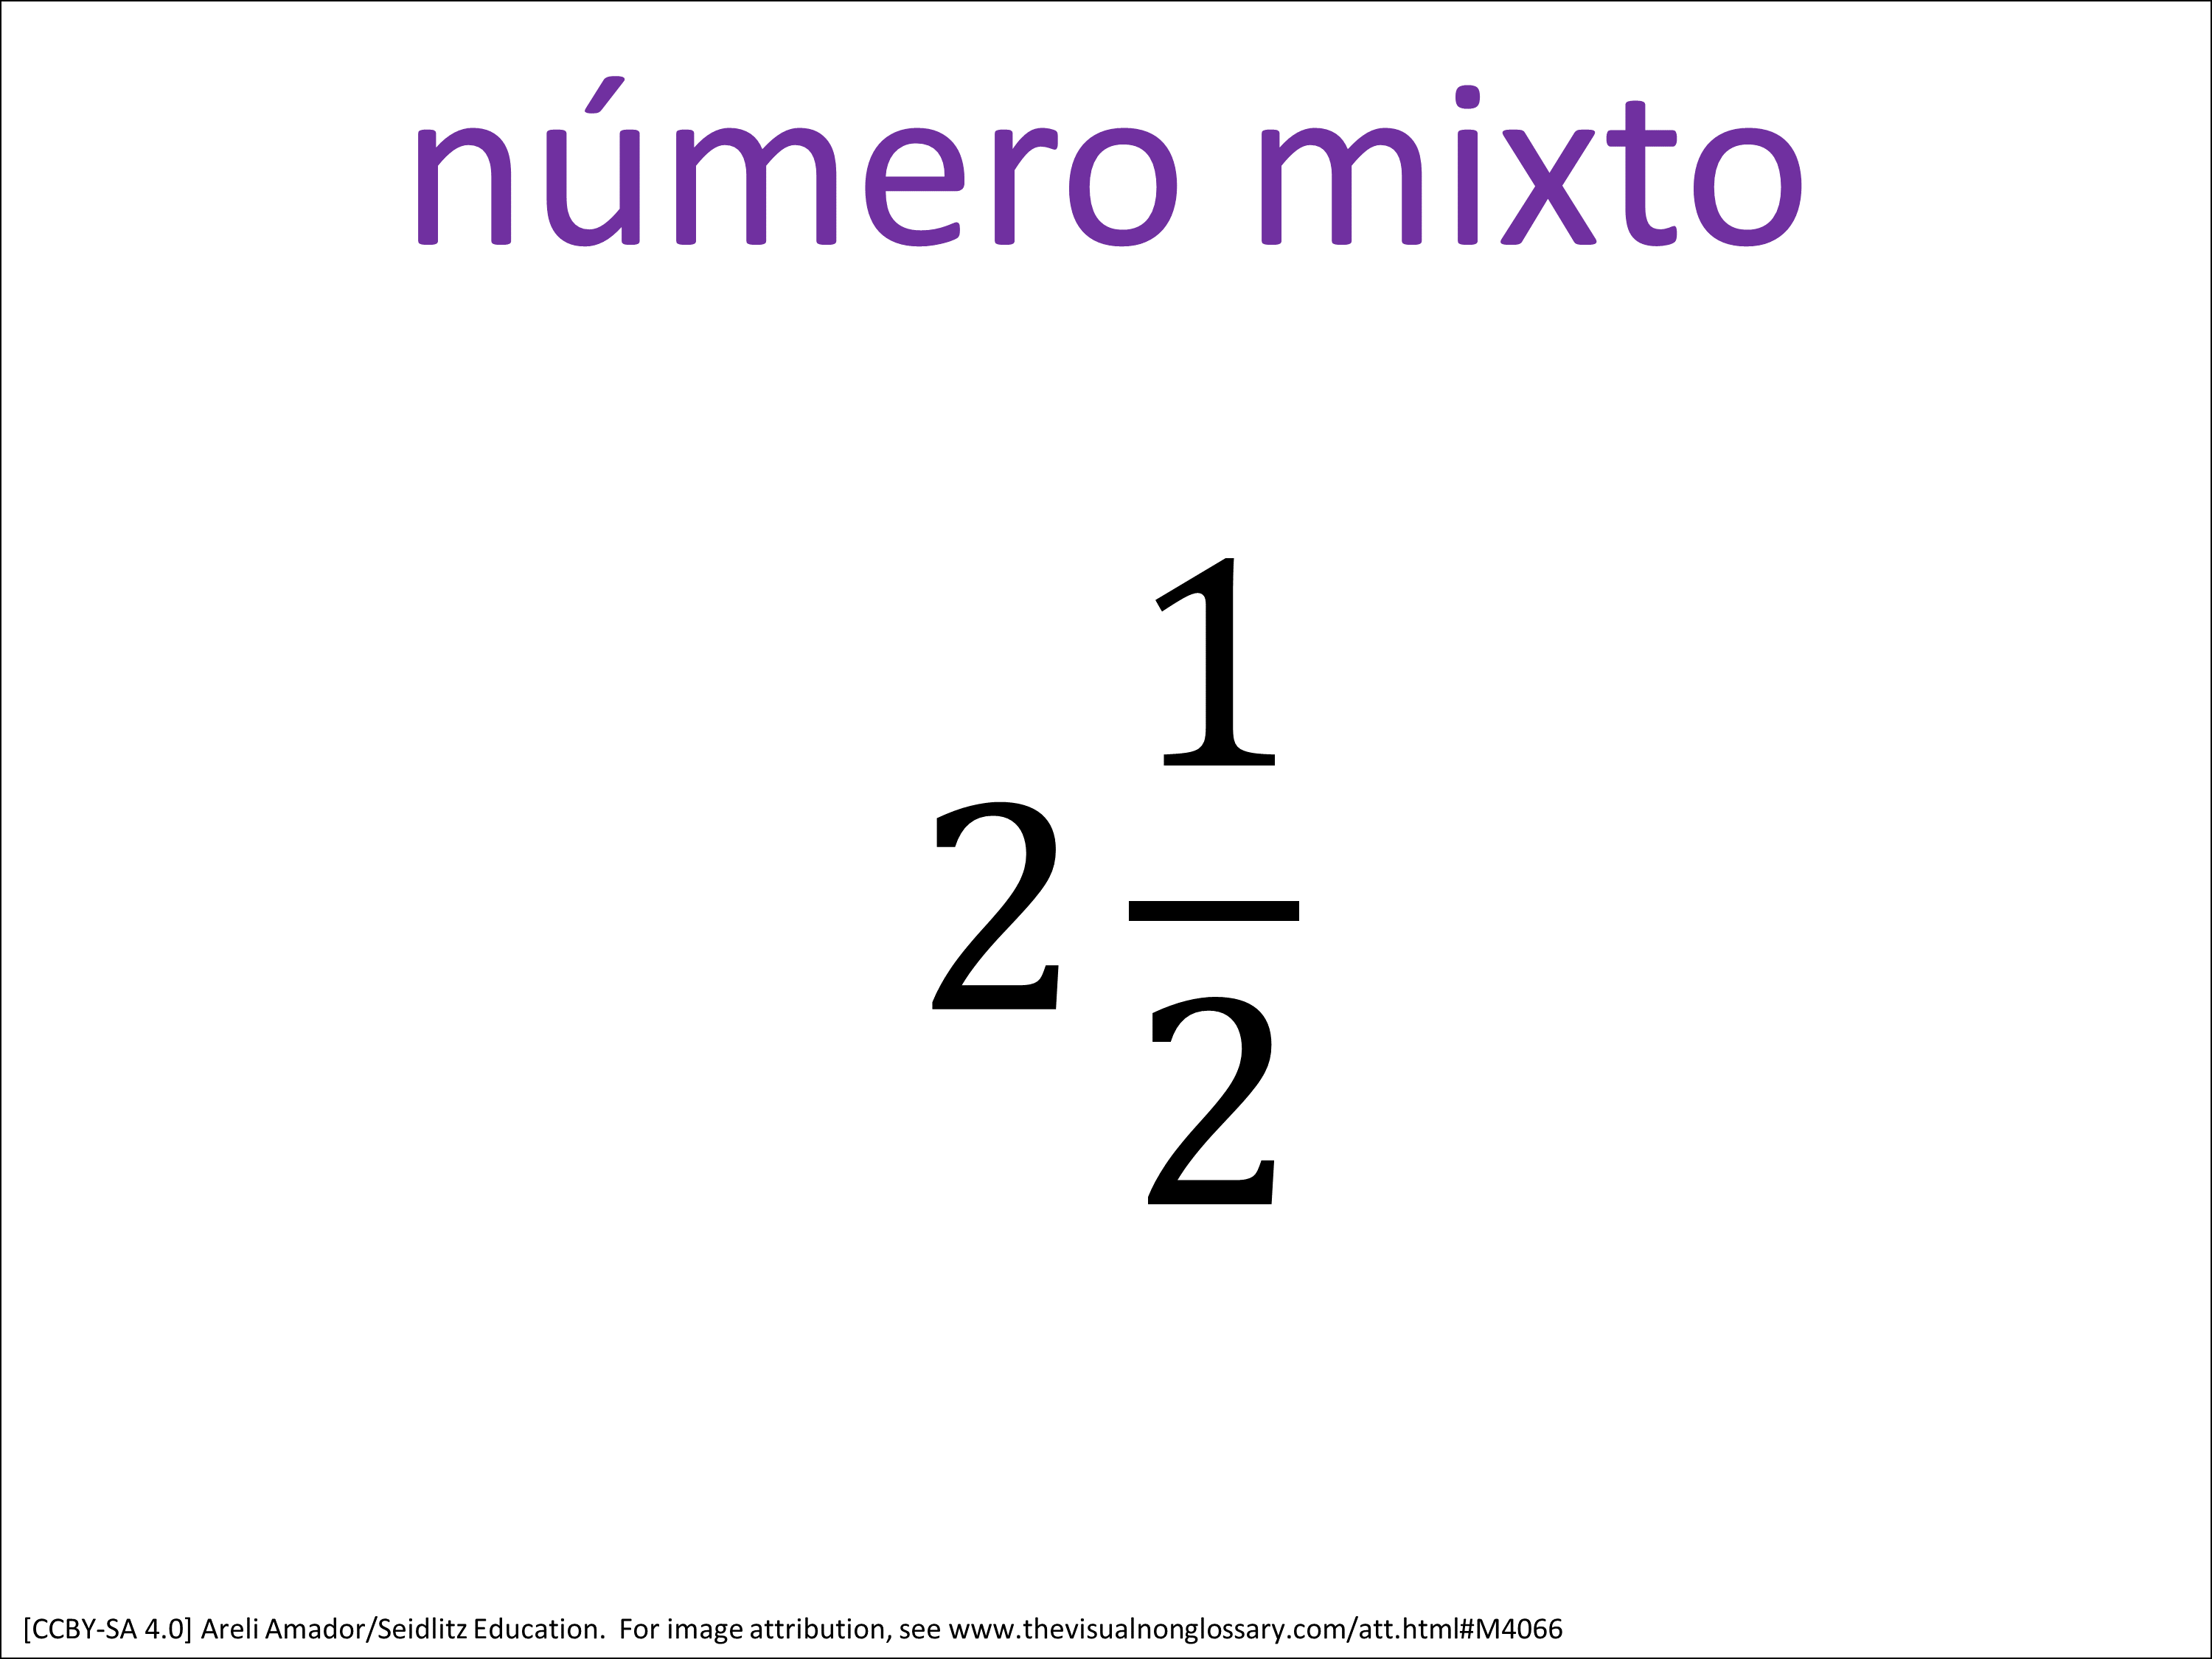 número mixto
2 1/2
[CCBY-SA 4.0] Areli Amador/Seidlitz Education.  For image attribution, see www.thevisualnonglossary.com/att.html#M4066